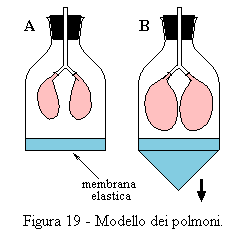 A
B
membrana
elastica
Figura 19 - Modello dei polmoni.